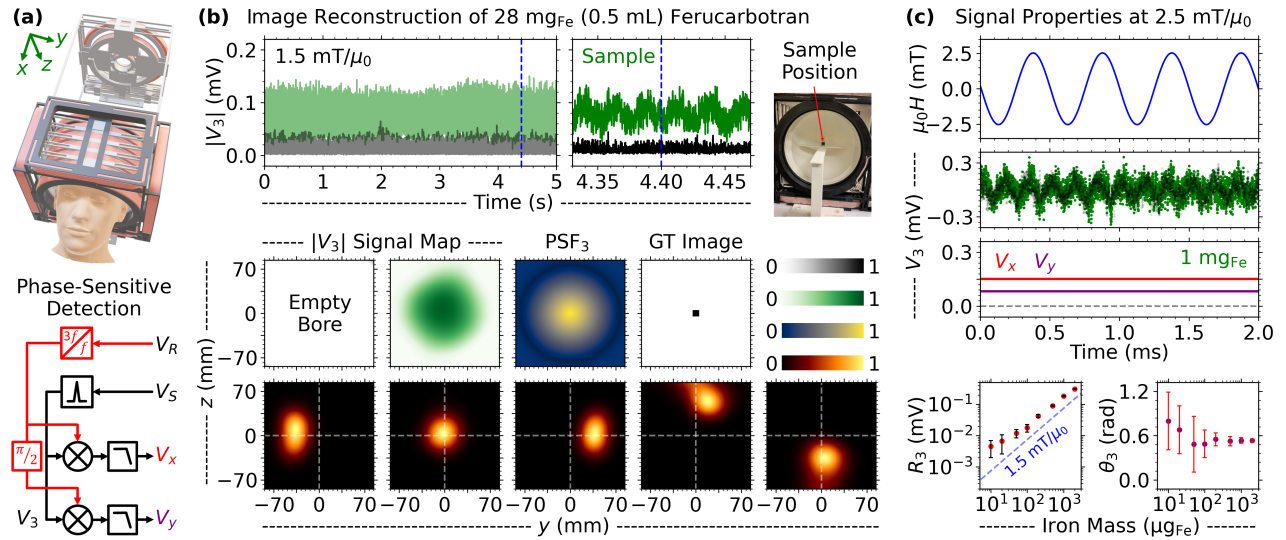 (a)
y
x
z
Phase-Sensitive
Detection
3f
f
V_R
V_S
π/2
V_x
V_3
V_y
(b) Image Reconstruction of 28 mg_Fe (0.5 mL) Ferucarbotran
|V_3| (mV)
0.2
0.1
0.0
1.5 mT/μ_0
Sample
0 1 2 3 4 5
4.35 4.40 4.45
Time (s)
Sample
Position
|V_3| Signal Map
PSF_3
GT Image
z (mm)
70
0
−70
Empty
Bore
0 1
0 1
0 1
0 1
70
0
−70
−70 0 70
−70 0 70
−70 0 70
−70 0 70
−70 0 70
y (mm)
(c) Signal Properties at 2.5 mT/μ_0
μ_0H (mT)
2.5
0.0
−2.5
V_3 (mV)
0.3
−0.3
0.3
0.0
V_x V_y
1 mg_Fe
0.0 0.5 1.0 1.5 2.0
Time (ms)
R_3 (mV)
10^−1
10^−2
10^−3
1.5 mT/μ_0
10^1 10^2 10^3
θ_3 (rad)
1.2
0.6
0.0
10^1 10^2 10^3
Iron Mass (μg_Fe)